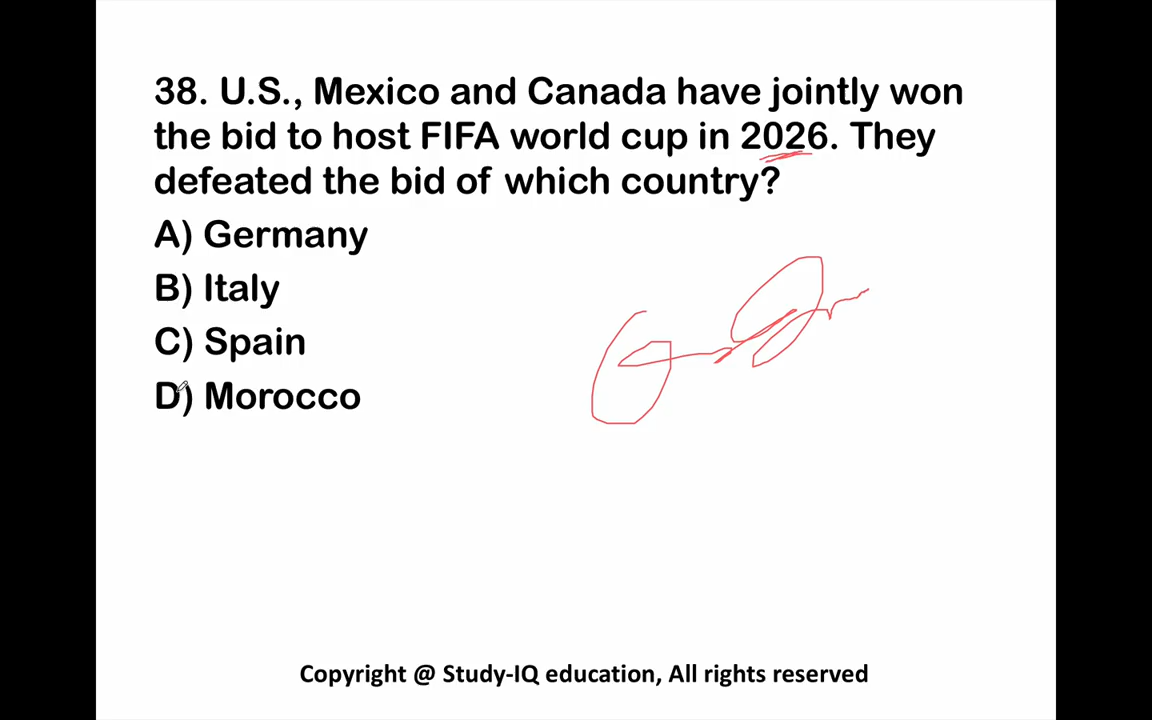 38. U.S., Mexico and Canada have jointly won
the bid to host FIFA world cup in 2026. They
defeated the bid of which country?
A) Germany
B) Italy
C) Spain
D) Morocco
Copyright @ Study-IQ education, All rights reserved